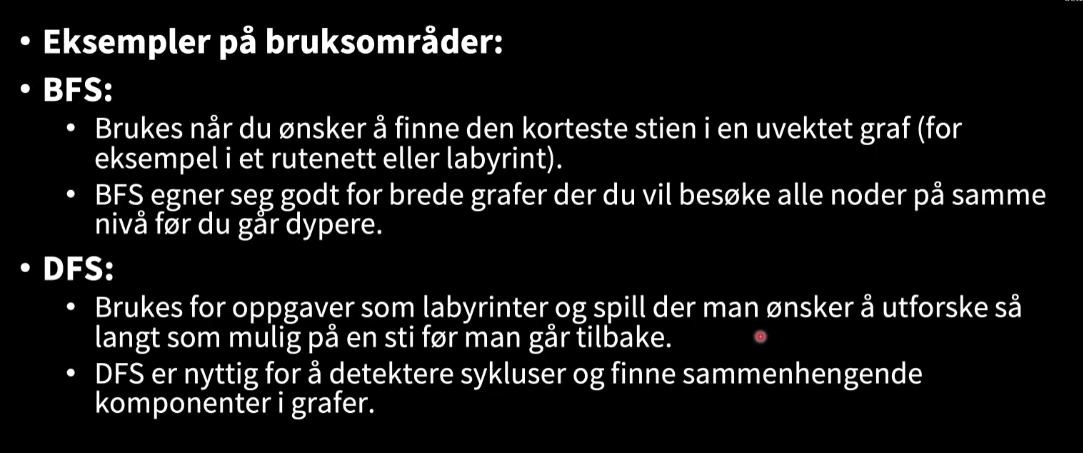 • Eksempler på bruksområder:
• BFS:
• Brukes når du ønsker å finne den korteste stien i en uvektet graf (for
eksempel i et rutenett eller labyrint).
• BFS egner seg godt for brede grafer der du vil besøke alle noder på samme
nivå før du går dypere.
• DFS:
• Brukes for oppgaver som labyrinter og spill der man ønsker å utforske så
langt som mulig på en sti før man går tilbake.
• DFS er nyttig for å detektere sykluser og finne sammenhengende
komponenter i grafer.